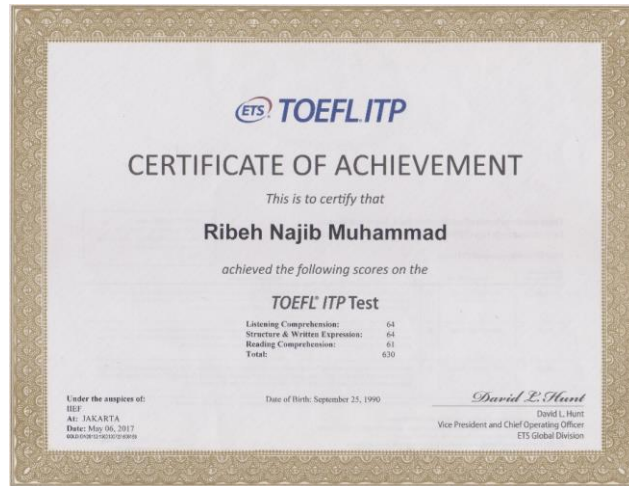 ETS TOEFL ITP
CERTIFICATE OF ACHIEVEMENT
This is to certify that
Ribeh Najib Muhammad
achieved the following scores on the
TOEFL® ITP Test
Listening Comprehension: 64
Structure & Written Expression: 64
Reading Comprehension: 61
Total: 630
Under the auspices of:
IIEF
At: JAKARTA
Date: May 06, 2017
Date of Birth: September 25, 1990
David L. Hunt
David L. Hunt
Vice President and Chief Operating Officer
ETS Global Division